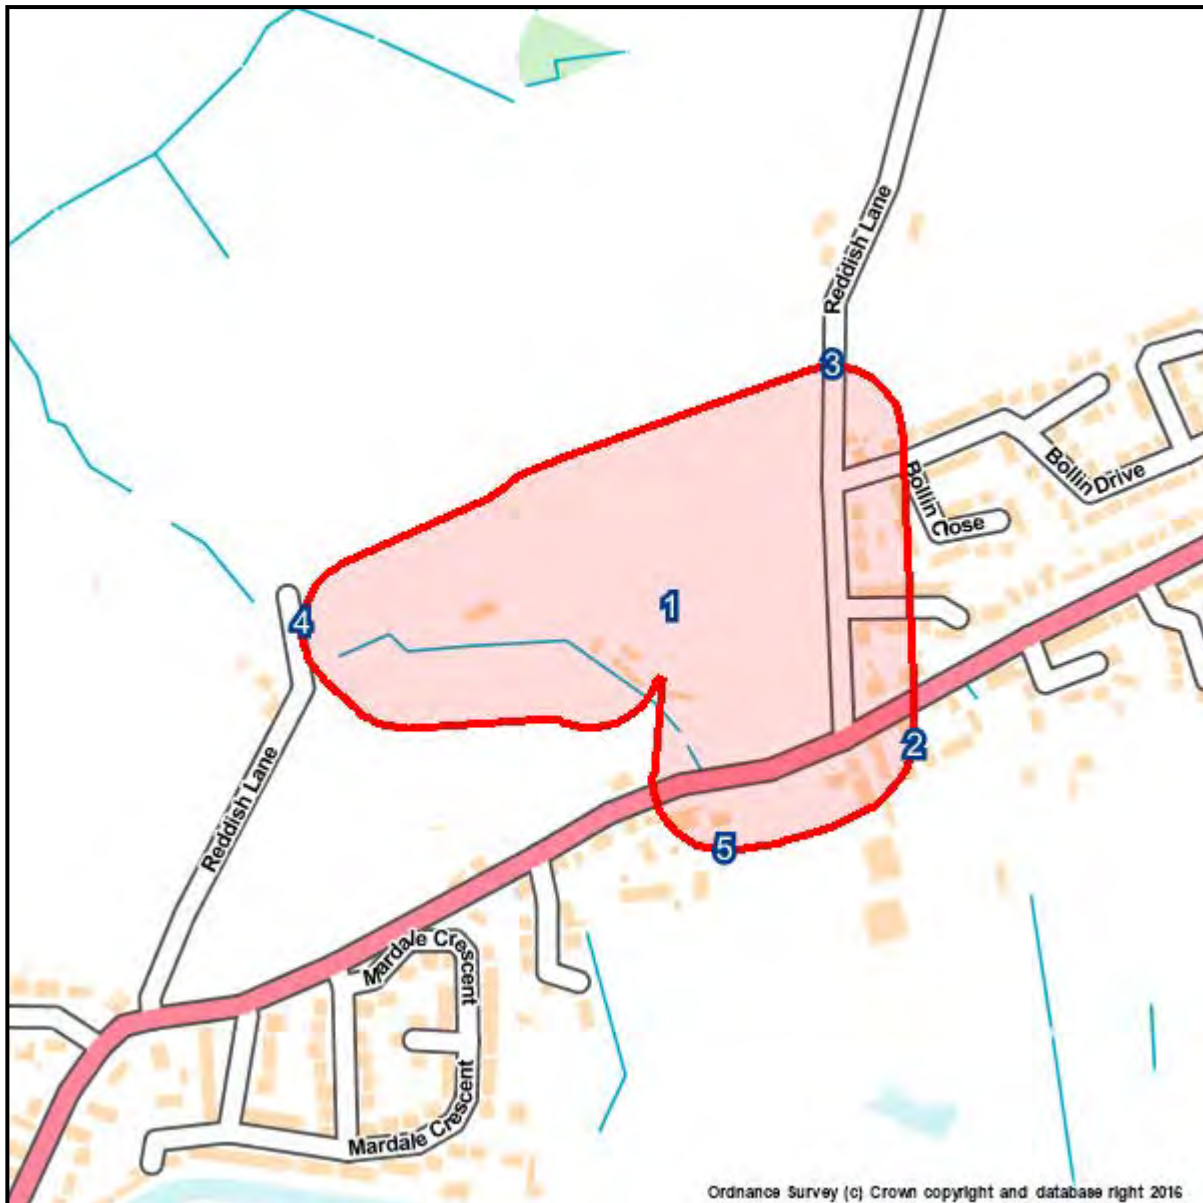 Reddish Lane
3
Bollin Drive
Bollin Close
1
4
2
Reddish Lane
5
Mardale Crescent
Mardale Crescent
Ordnance Survey (c) Crown copyright and database right 2016